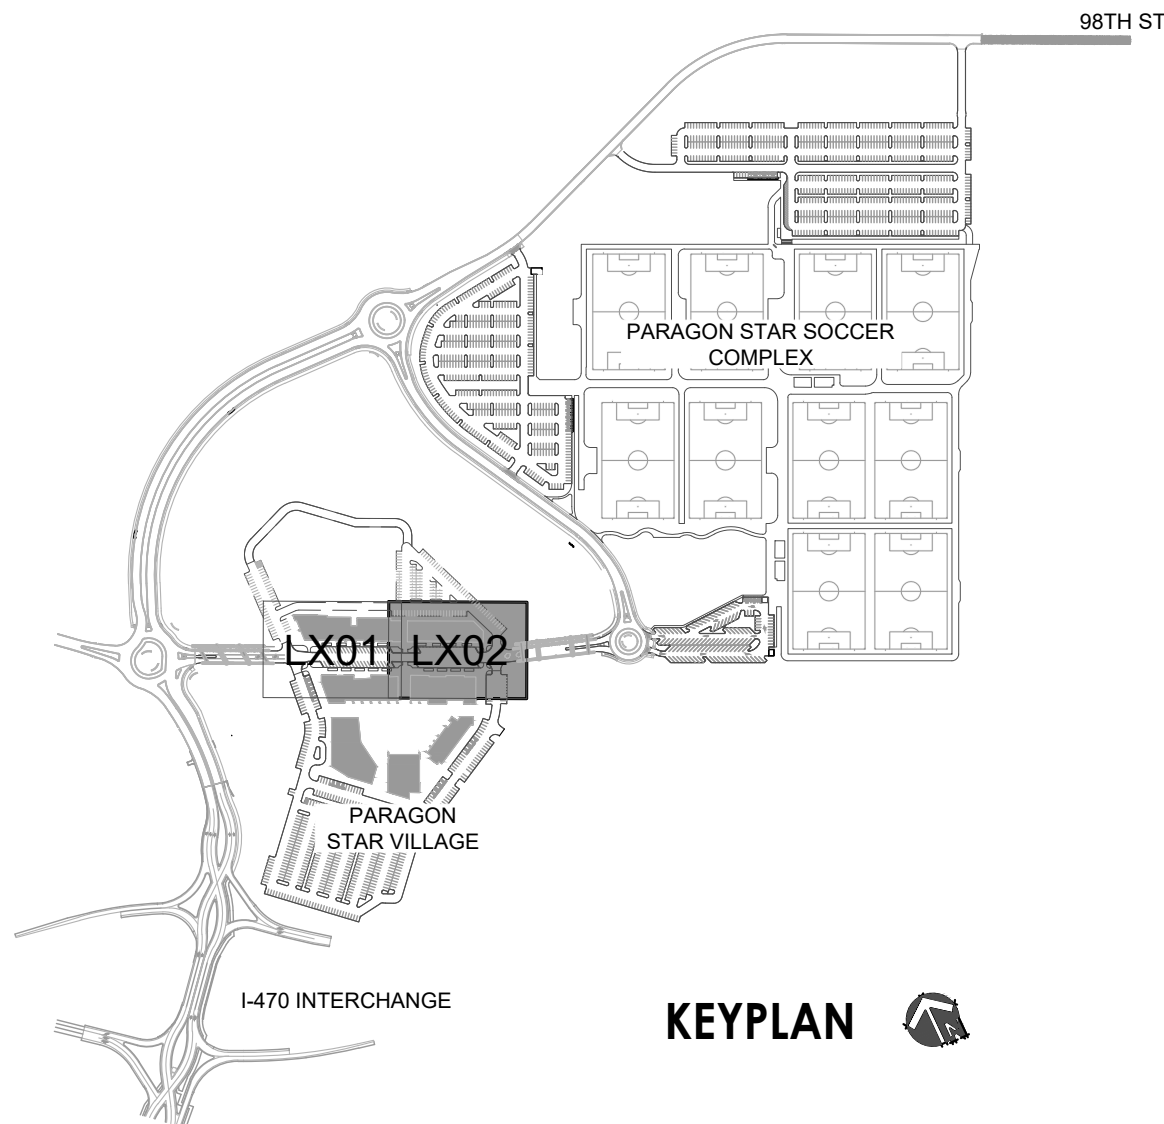 98TH ST
PARAGON STAR SOCCER
COMPLEX
LX01
LX02
PARAGON
STAR VILLAGE
I-470 INTERCHANGE
KEYPLAN